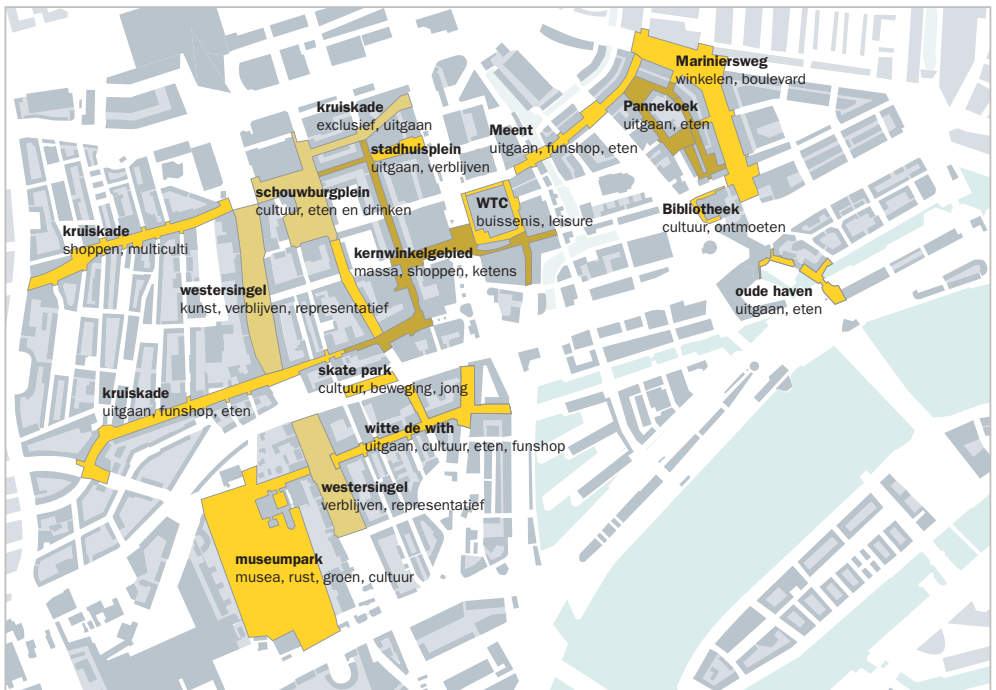 Mariniersweg
winkelen, boulevard
kruiskade
exclusief, uitgaan
Pannekoek
uitgaan, eten
Meent
uitgaan, funshop, eten
stadhuisplein
uitgaan, verblijven
schouwburgplein
cultuur, eten en drinken
WTC
buissenis, leisure
Bibliotheek
cultuur, ontmoeten
kruiskade
shoppen, multiculti
kernwinkelgebied
massa, shoppen, ketens
westersingel
kunst, verblijven, representatief
oude haven
uitgaan, eten
skate park
cultuur, beweging, jong
kruiskade
uitgaan, funshop, eten
witte de with
uitgaan, cultuur, eten, funshop
westersingel
verblijven, representatief
museumpark
musea, rust, groen, cultuur